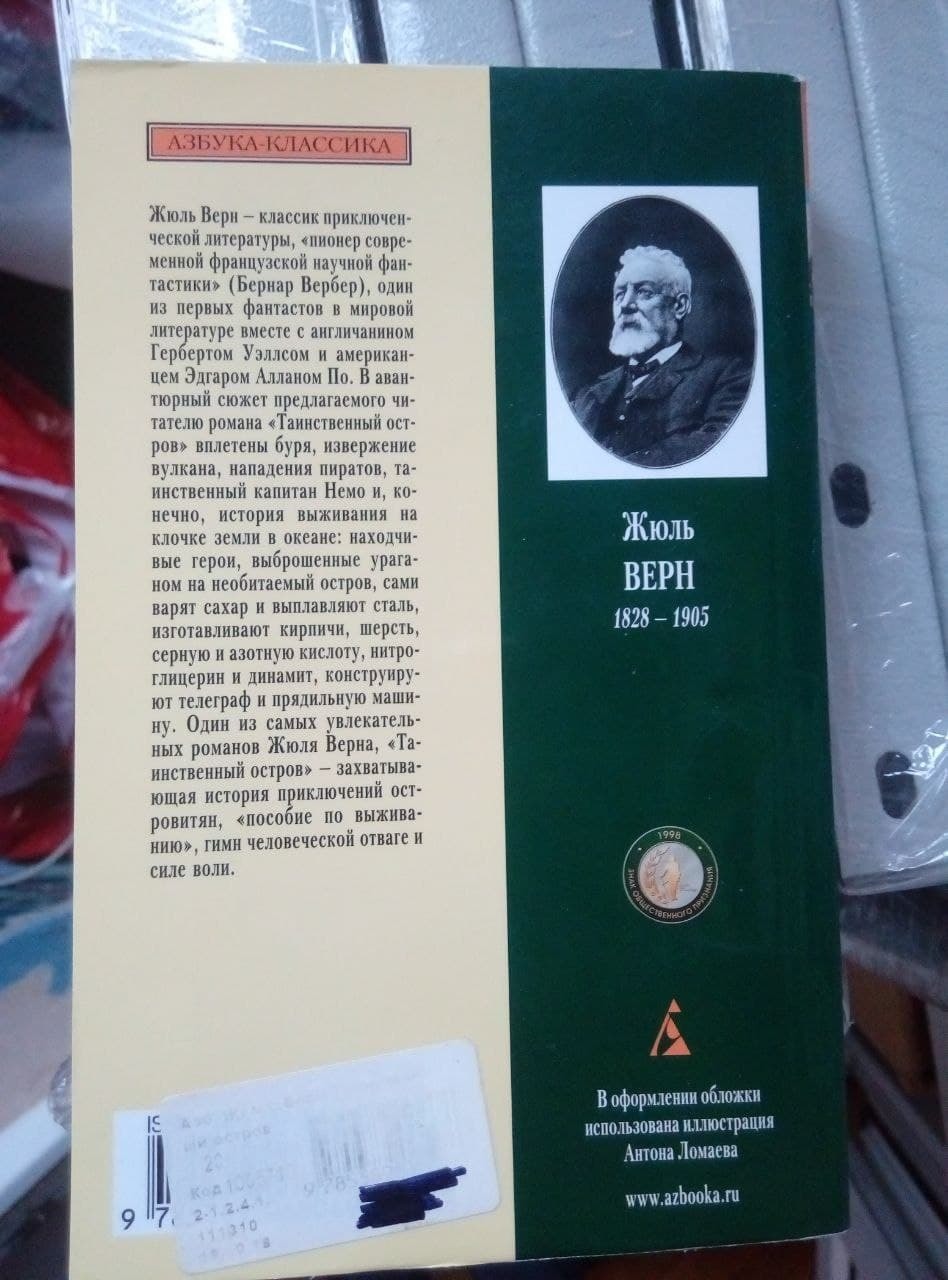 АЗБУКА-КЛАССИКА
Жюль Верн – классик приключен-
ческой литературы, «пионер совре-
менной французской научной фан-
тастики» (Бернар Вербер), один
из первых фантастов в мировой
литературе вместе с англичанином
Гербертом Уэллсом и американ-
цем Эдгаром Алланом По. В аван-
тюрный сюжет предлагаемого чи-
тателю романа «Таинственный ост-
ров» вплетены буря, извержение
вулкана, нападения пиратов, та-
инственный капитан Немо и, ко-
нечно, история выживания на
клочке земли в океане: находчи-
вые герои, выброшенные урага-
ном на необитаемый остров, сами
варят сахар и выплавляют сталь,
изготавливают кирпичи, шерсть,
серную и азотную кислоту, нитро-
глицерин и динамит, конструиру-
ют телеграф и прядильную маши-
ну. Один из самых увлекатель-
ных романов Жюля Верна, «Та-
инственный остров» – захватыва-
ющая история приключений ост-
ровитян, «пособие по выжива-
нию», гимн человеческой отваге и
силе воли.
Жюль
ВЕРН
1828 – 1905
1998
ЗНАК ОБЩЕСТВЕННОГО ПРИЗНАНИЯ
В оформлении обложки
использована иллюстрация
Антона Ломаева
www.azbooka.ru
остров
111310